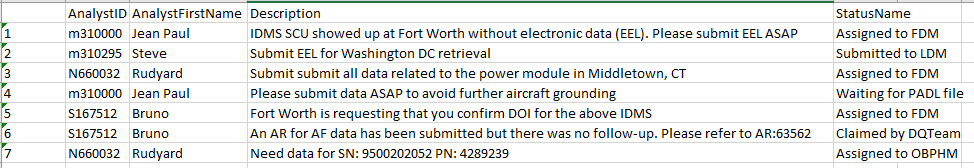 AnalystID AnalystFirstName Description StatusName
1 m310000 Jean Paul IDMS SCU showed up at Fort Worth without electronic data (EEL). Please submit EEL ASAP Assigned to FDM
2 m310295 Steve Submit EEL for Washington DC retrieval Submitted to LDM
3 N660032 Rudyard Submit submit all data related to the power module in Middletown, CT Assigned to FDM
4 m310000 Jean Paul Please submit data ASAP to avoid further aircraft grounding Waiting for PADL file
5 S167512 Bruno Fort Worth is requesting that you confirm DOI for the above IDMS Assigned to FDM
6 S167512 Bruno An AR for AF data has been submitted but there was no follow-up. Please refer to AR:63562 Claimed by DQTeam
7 N660032 Rudyard Need data for SN: 9500202052 PN: 4289239 Assigned to OBPHM